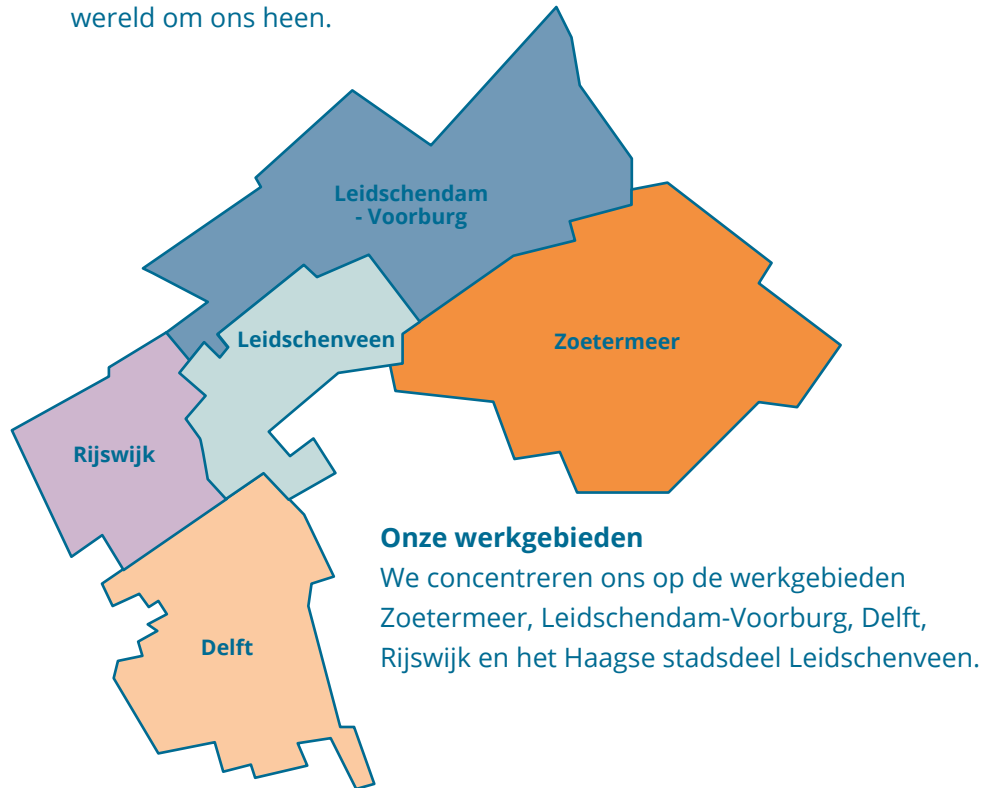 wereld om ons heen.
Leidschendam
- Voorburg
Leidschenveen
Zoetermeer
Rijswijk
Delft
Onze werkgebieden
We concentreren ons op de werkgebieden
Zoetermeer, Leidschendam-Voorburg, Delft,
Rijswijk en het Haagse stadsdeel Leidschenveen.